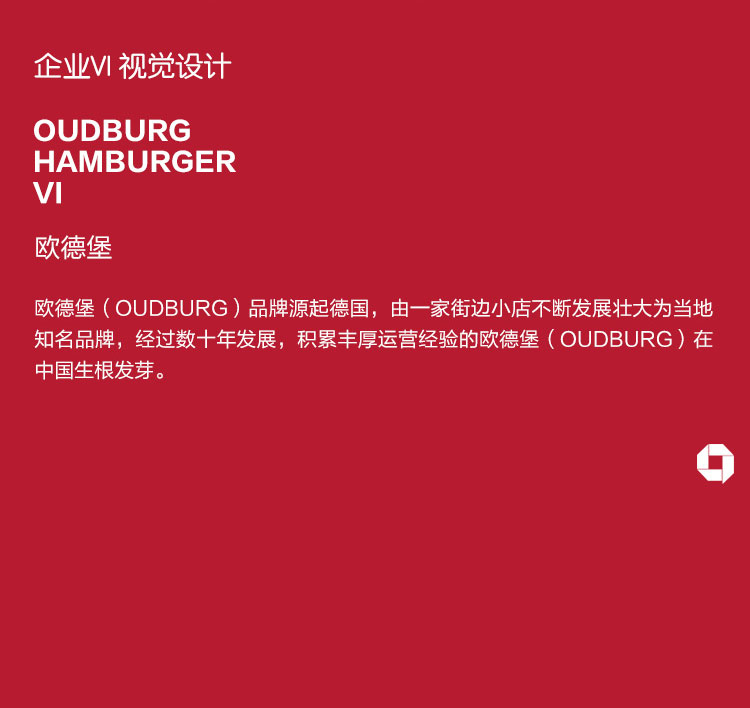 企业VI 视觉设计
OUDBURG
HAMBURGER
VI
欧德堡
欧德堡（OUDBURG）品牌源起德国，由一家街边小店不断发展壮大为当地
知名品牌，经过数十年发展，积累丰厚运营经验的欧德堡（OUDBURG）在
中国生根发芽。